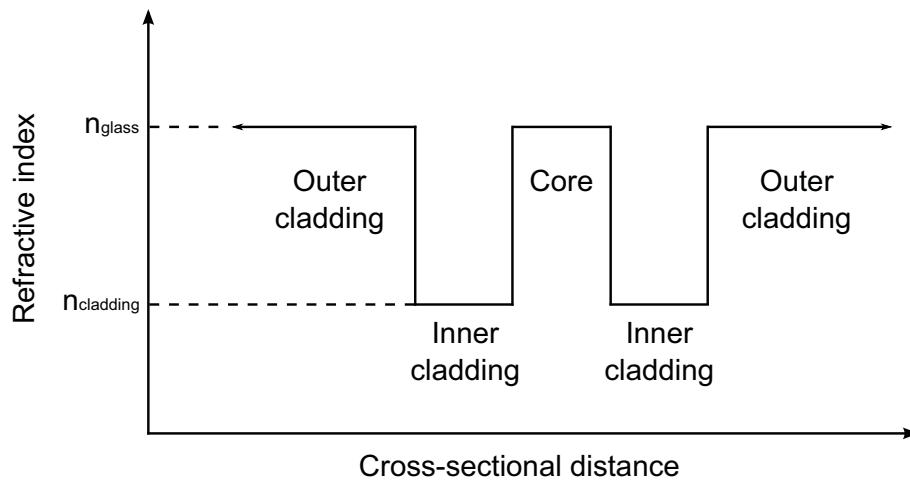 Refractive index
nglass
Outer
cladding
Core
Outer
cladding
ncladding
Inner
cladding
Inner
cladding
Cross-sectional distance